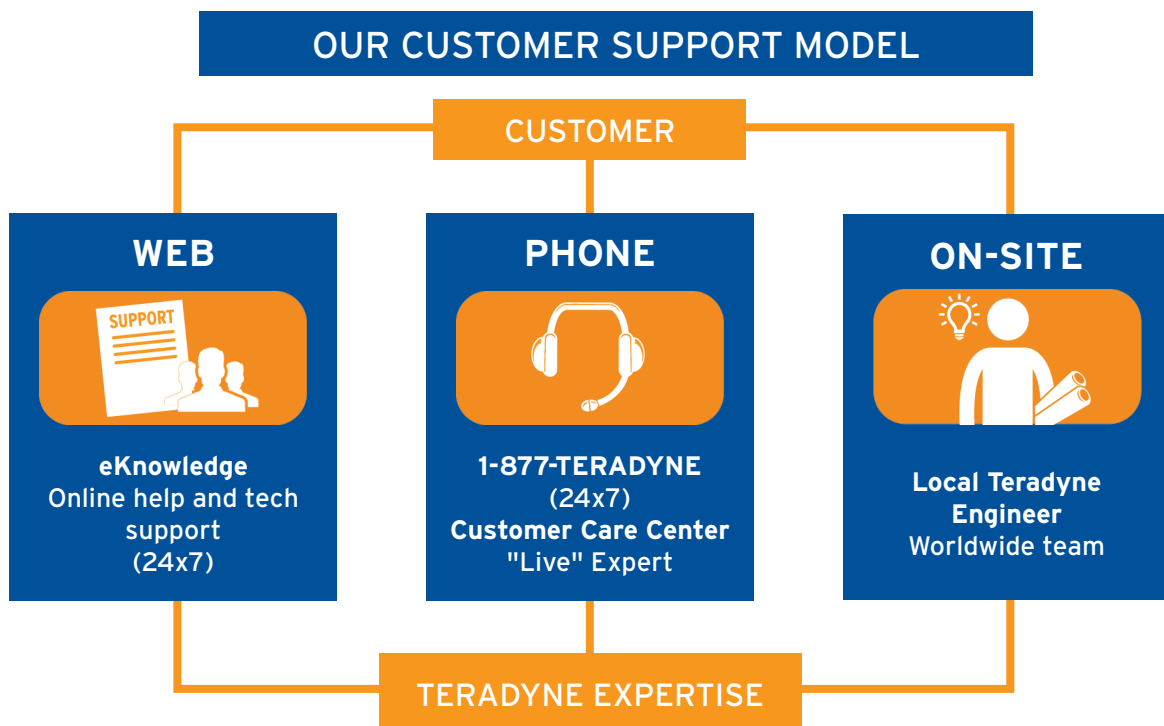 OUR CUSTOMER SUPPORT MODEL
CUSTOMER
WEB
SUPPORT
eKnowledge
Online help and tech
support
(24x7)
PHONE
1-877-TERADYNE
(24x7)
Customer Care Center
"Live" Expert
ON-SITE
Local Teradyne
Engineer
Worldwide team
TERADYNE EXPERTISE